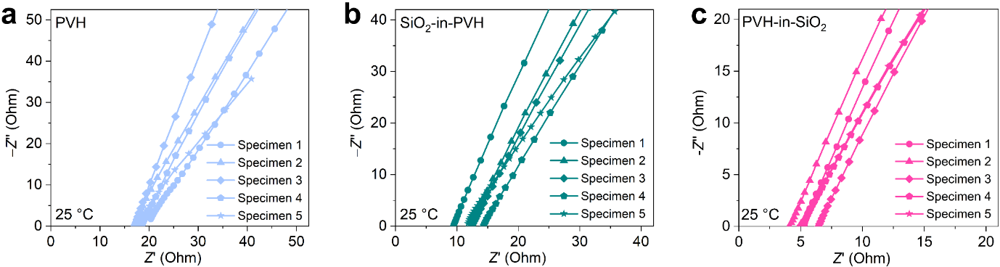 a
PVH
50
40
30
20
10
0
–Z'' (Ohm)
Specimen 1
Specimen 2
Specimen 3
Specimen 4
Specimen 5
25 °C
0 10 20 30 40 50
Z' (Ohm)
b
SiO₂-in-PVH
40
30
20
10
0
–Z'' (Ohm)
Specimen 1
Specimen 2
Specimen 3
Specimen 4
Specimen 5
25 °C
0 10 20 30 40
Z' (Ohm)
c
PVH-in-SiO₂
20
15
10
5
0
-Z'' (Ohm)
Specimen 1
Specimen 2
Specimen 3
Specimen 4
Specimen 5
25 °C
0 5 10 15 20
Z' (Ohm)